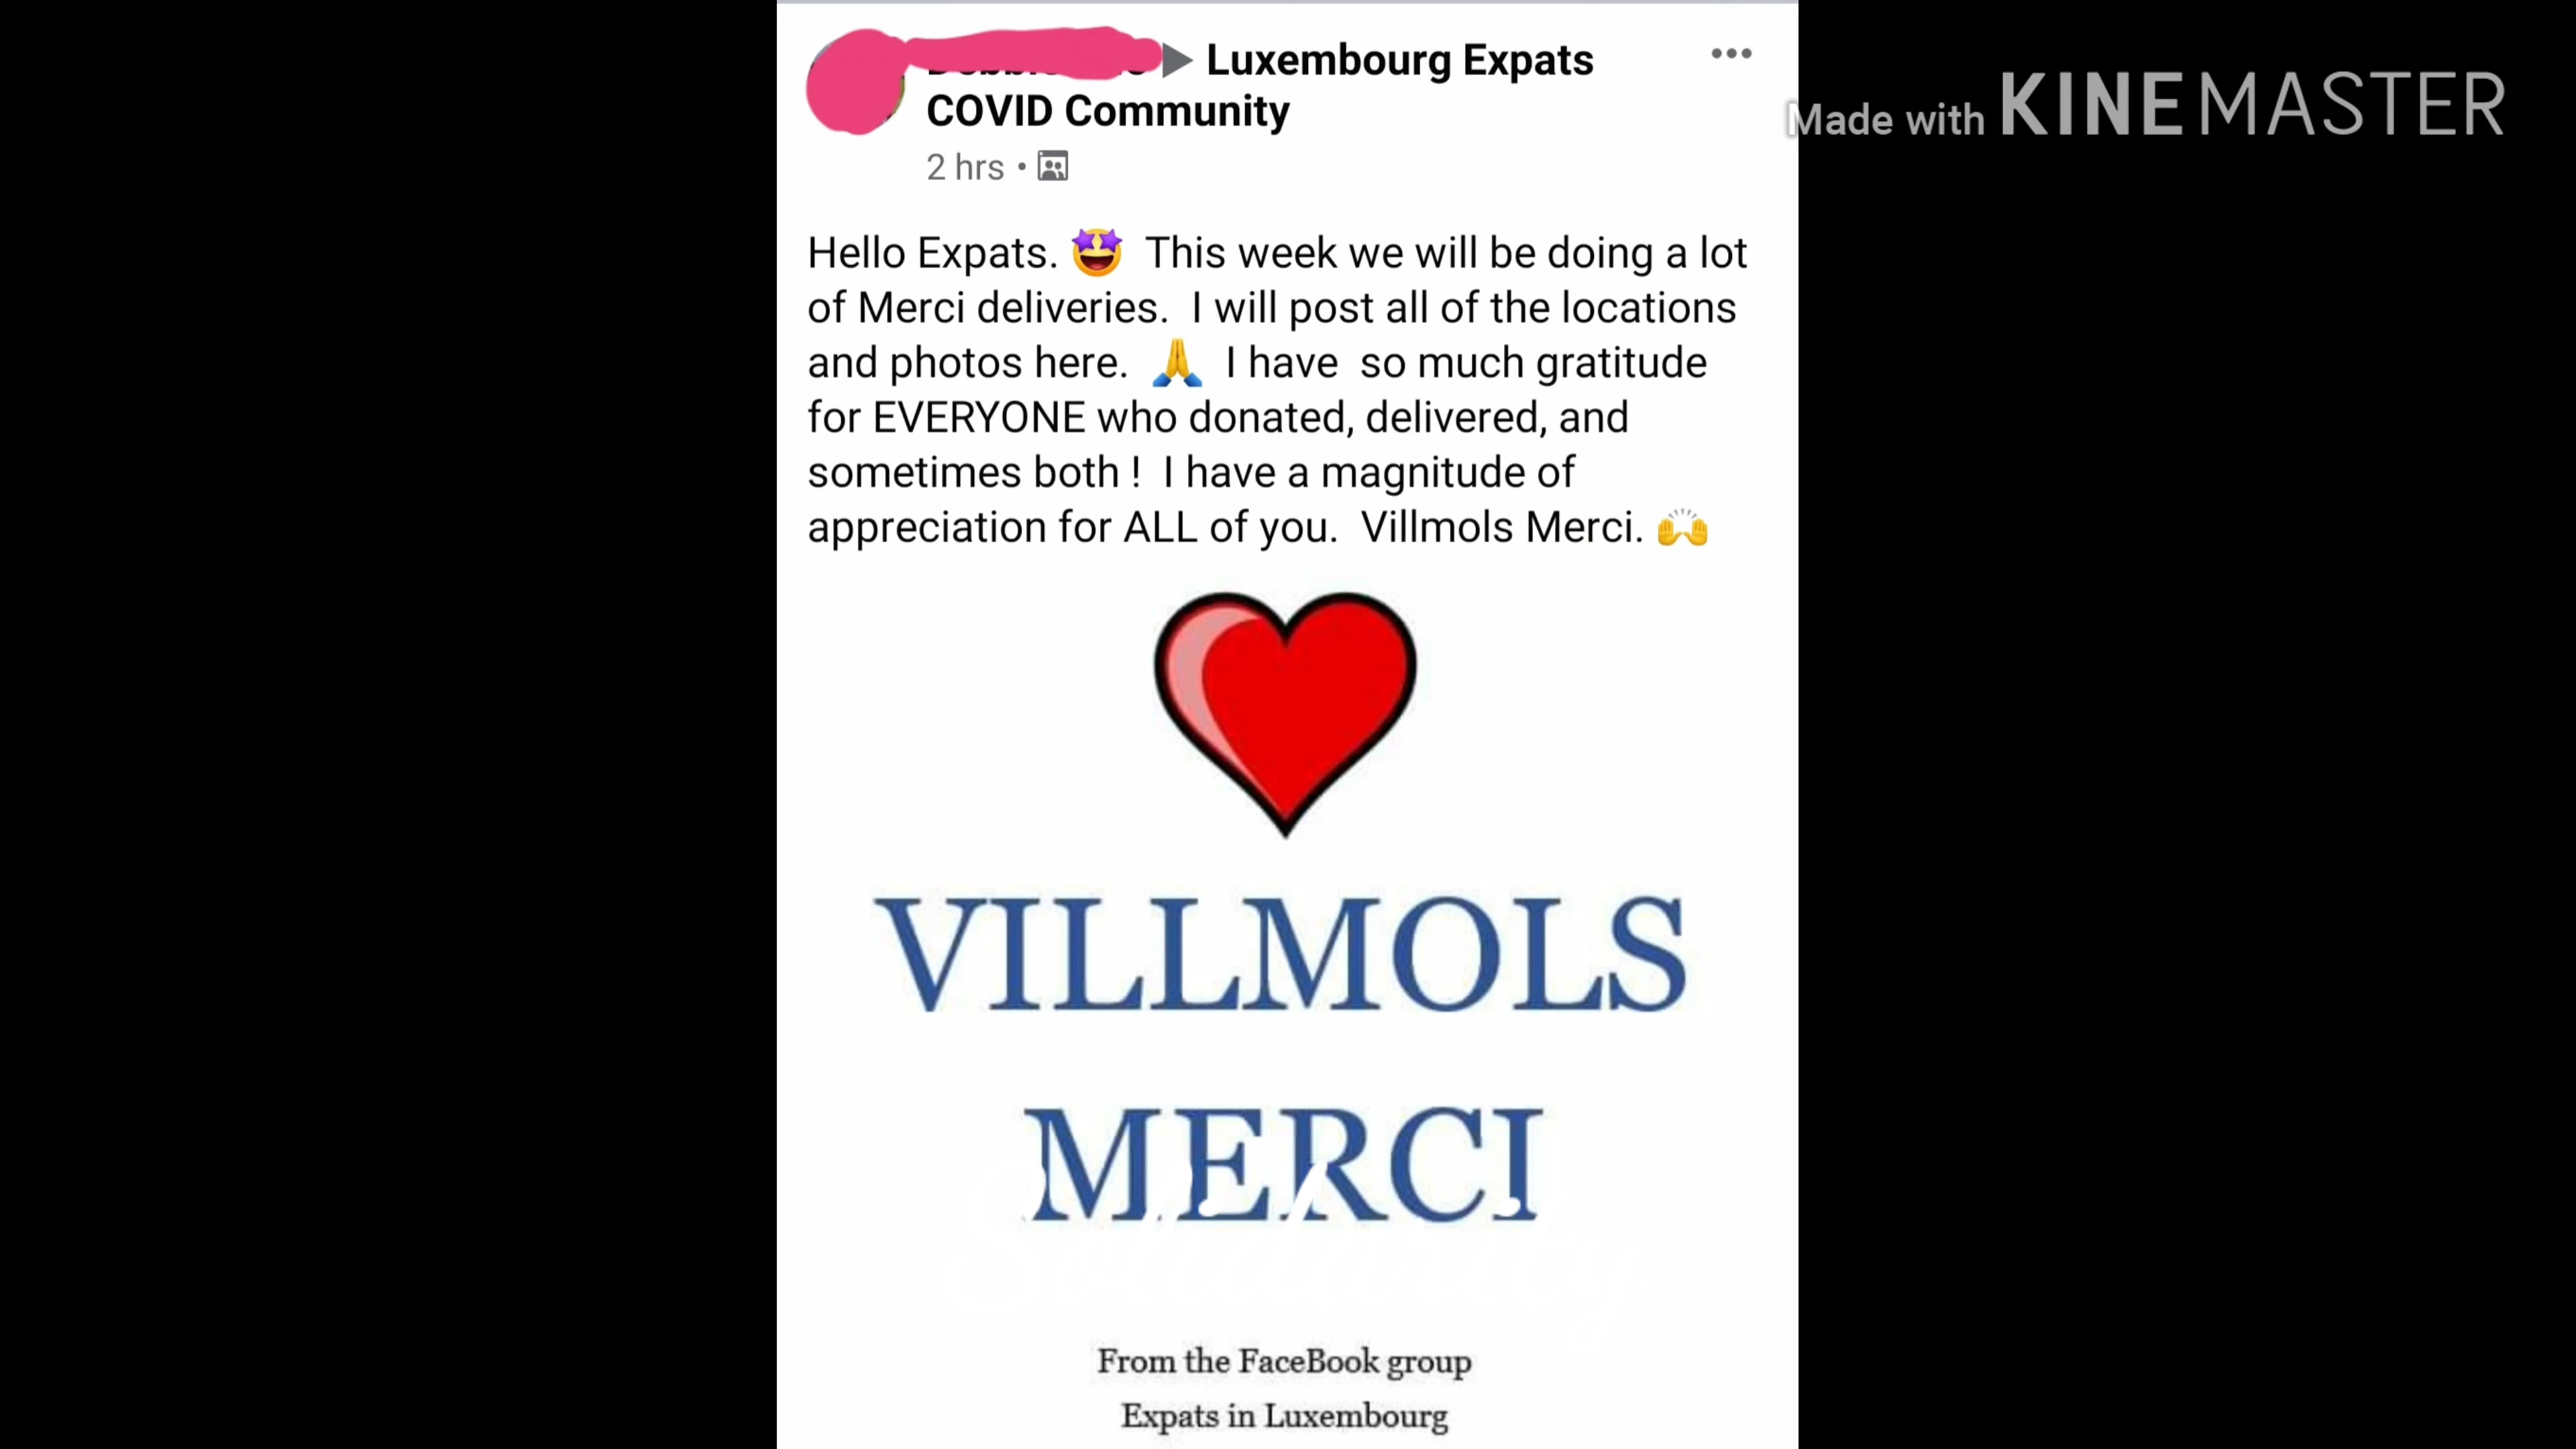 Luxembourg Expats
COVID Community
2 hrs •
Hello Expats. 🤩 This week we will be doing a lot
of Merci deliveries. I will post all of the locations
and photos here. 🙏 I have so much gratitude
for EVERYONE who donated, delivered, and
sometimes both ! I have a magnitude of
appreciation for ALL of you. Villmols Merci. 🙌
VILLMOLS
MERCI
From the FaceBook group
Expats in Luxembourg
Made with KINEMASTER